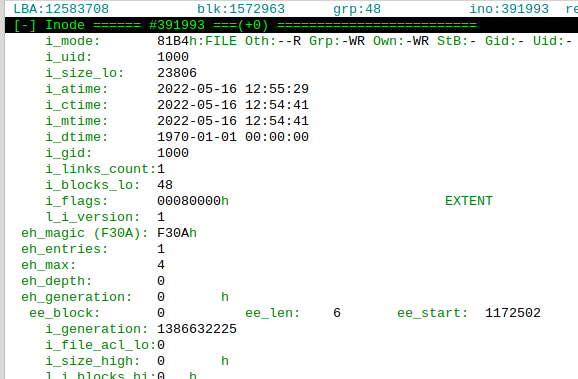 LBA:12583708 blk:1572963 grp:48 ino:391993 re
[-] Inode ====== #391993 ===(+0) =========================
i_mode: 81B4h:FILE Oth:--R Grp:-WR Own:-WR StB:- Gid:- Uid:-
i_uid: 1000
i_size_lo: 23806
i_atime: 2022-05-16 12:55:29
i_ctime: 2022-05-16 12:54:41
i_mtime: 2022-05-16 12:54:41
i_dtime: 1970-01-01 00:00:00
i_gid: 1000
i_links_count:1
i_blocks_lo: 48
i_flags: 00080000h EXTENT
l_i_version: 1
eh_magic (F30A): F30Ah
eh_entries: 1
eh_max: 4
eh_depth: 0
eh_generation: 0 h
ee_block: 0 ee_len: 6 ee_start: 1172502
i_generation: 1386632225
i_file_acl_lo:0
i_size_high: 0 h
l_i_blocks_hi:0 h